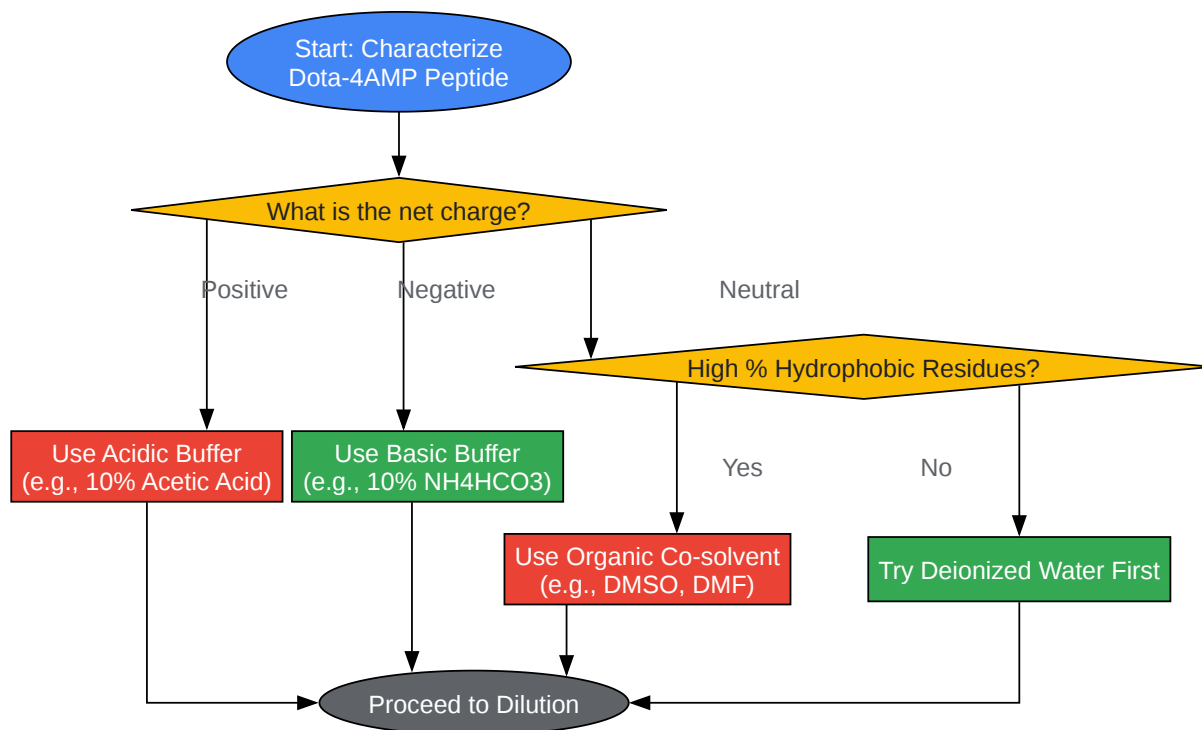 Start: Characterize
Dota-4AMP Peptide
What is the net charge?
Positive
Negative
Neutral
High % Hydrophobic Residues?
Use Acidic Buffer
(e.g., 10% Acetic Acid)
Use Basic Buffer
(e.g., 10% NH4HCO3)
Yes
No
Use Organic Co-solvent
(e.g., DMSO, DMF)
Try Deionized Water First
Proceed to Dilution